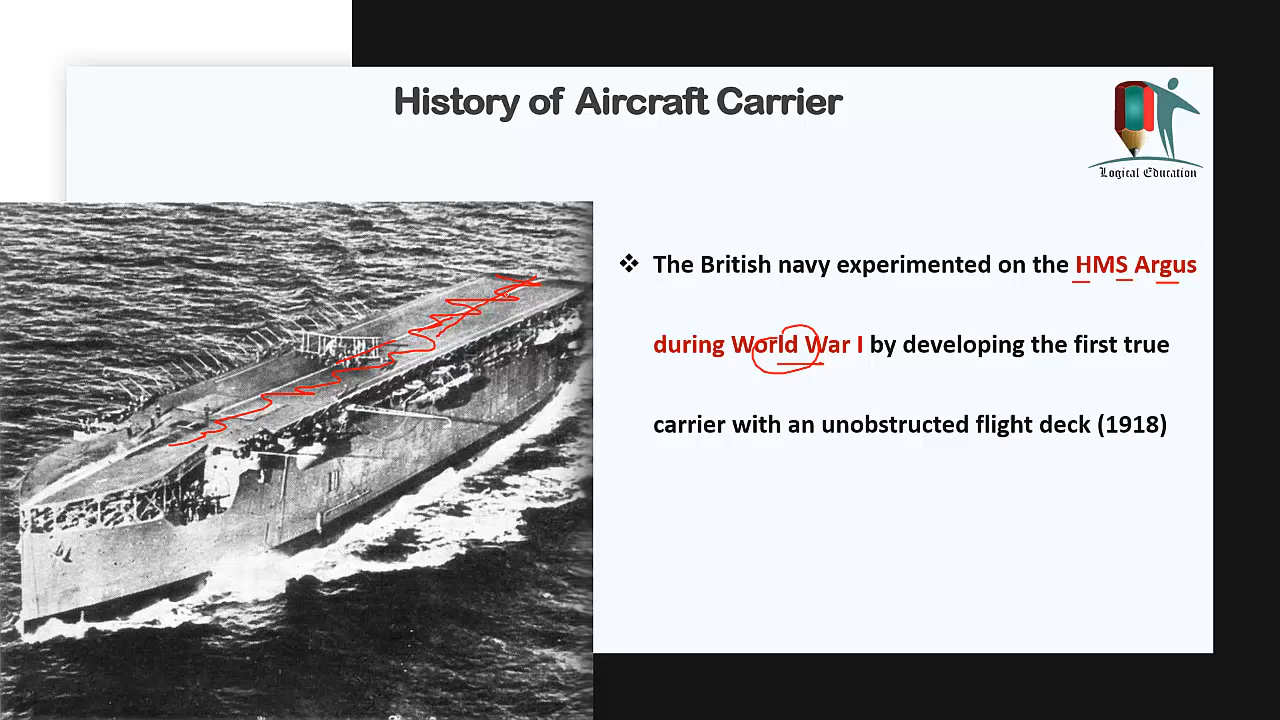 History of Aircraft Carrier
Logical Education
❖ The British navy experimented on the HMS Argus
during World War I by developing the first true
carrier with an unobstructed flight deck (1918)